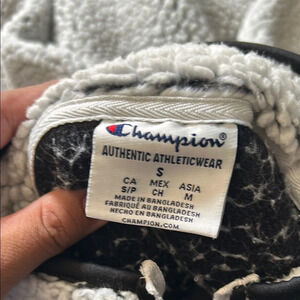 Champion®
AUTHENTIC ATHLETICWEAR
S
CA MEX ASIA
S/P CH M
MADE IN BANGLADESH
FABRIQUÉ AU BANGLADESH
HECHO EN BANGLADESH
CHAMPION.COM